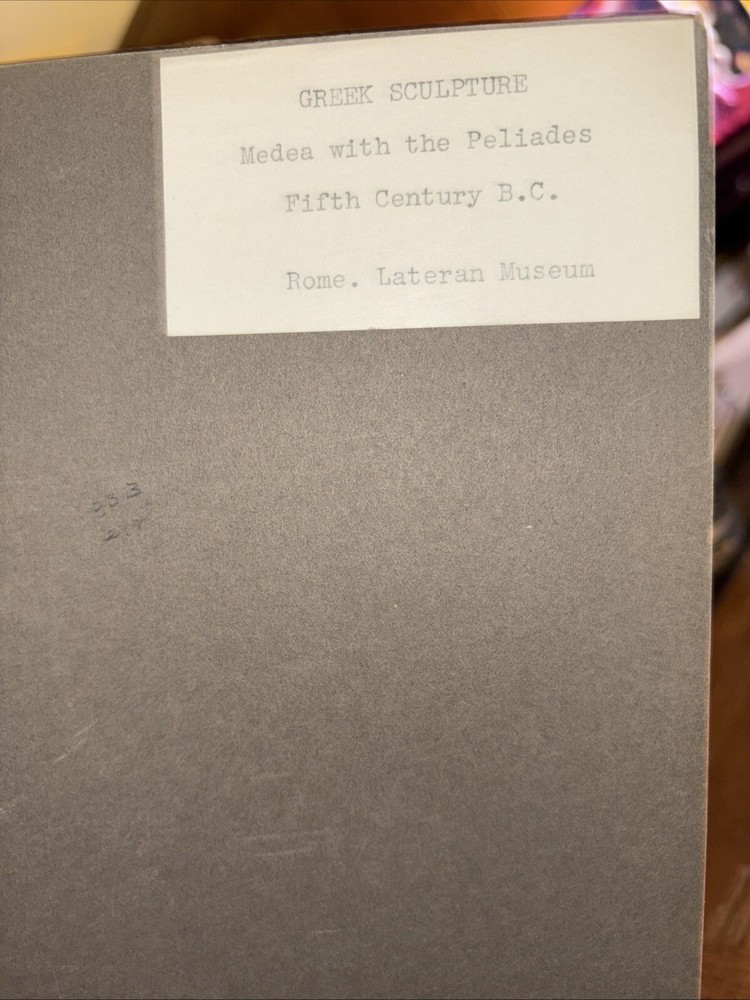 GREEK SCULPTURE
Medea with the Peliades
Fifth Century B.C.
Rome. Lateran Museum